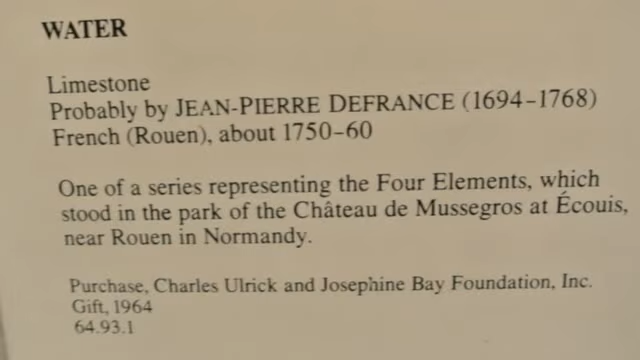 WATER
Limestone
Probably by JEAN-PIERRE DEFRANCE (1694-1768)
French (Rouen), about 1750-60
One of a series representing the Four Elements, which
stood in the park of the Château de Mussegros at Écouis,
near Rouen in Normandy.
Purchase, Charles Ulrick and Josephine Bay Foundation, Inc.
Gift, 1964
64.93.1